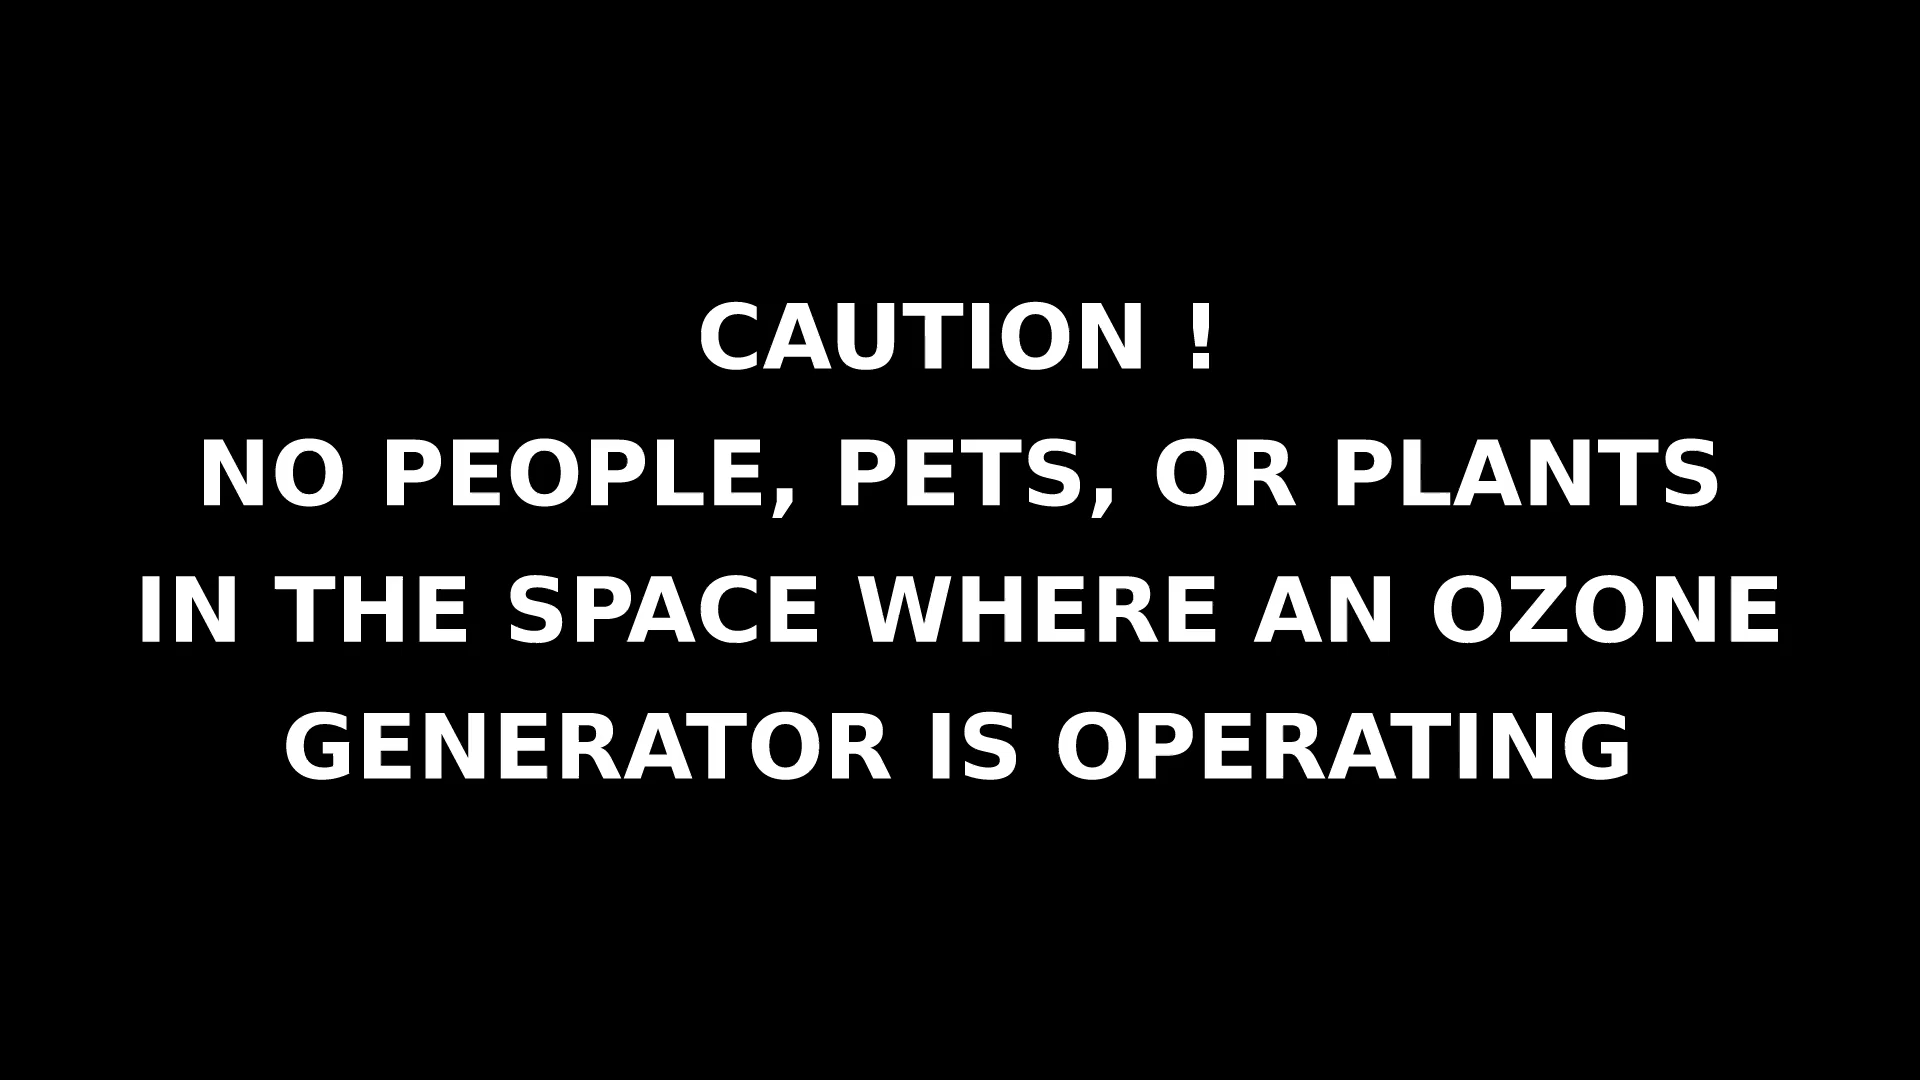 CAUTION !
NO PEOPLE, PETS, OR PLANTS
IN THE SPACE WHERE AN OZONE
GENERATOR IS OPERATING